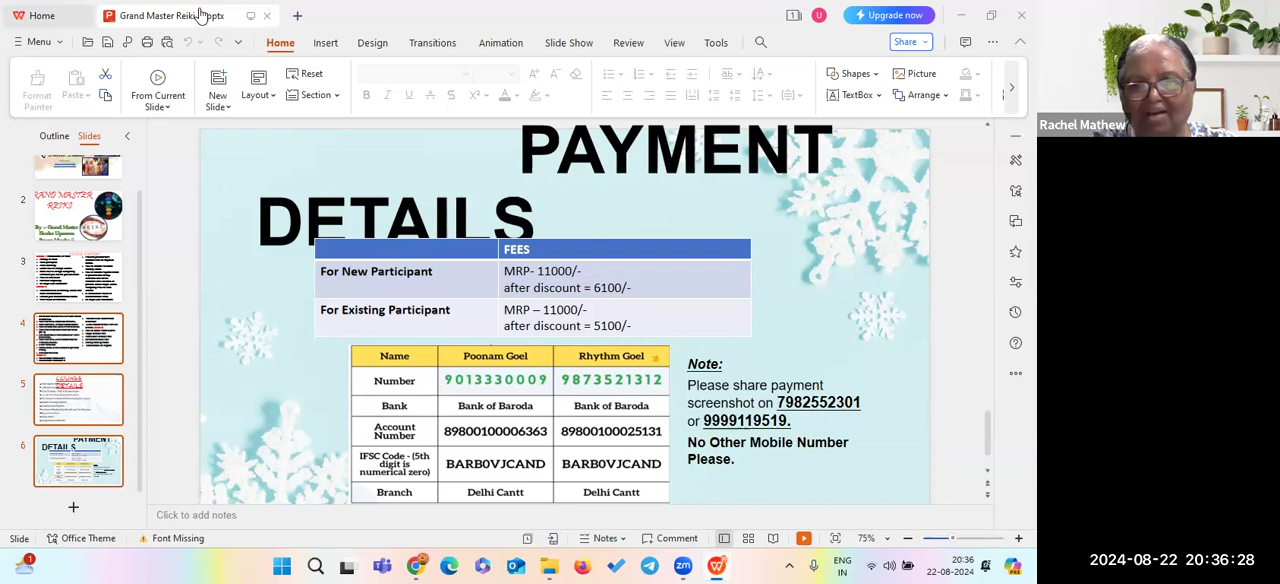 Home
Grand Master Reiki.pptx
Upgrade now
Menu
Home
Insert
Design
Transitions
Animation
Slide Show
Review
View
Tools
Share
Format
Painter
Paste
From Current
Slide
New
Slide
Layout
Reset
Section
Shapes
Picture
TextBox
Arrange
Rachel Mathew
Outline
Slides
PAYMENT
DETAILS
FEES
For New Participant
MRP- 11000/-
after discount = 6100/-
For Existing Participant
MRP – 11000/-
after discount = 5100/-
Name Poonam Goel Rhythm Goel
Number 9013330009 9873521312
Bank Bank of Baroda Bank of Baroda
Account
Number 89800100006363 89800100025131
IFSC Code - (5th
digit is
numerical zero) BARB0VJCAND BARB0VJCAND
Branch Delhi Cantt Delhi Cantt
Note:
Please share payment
screenshot on 7982552301
or 9999119519.
No Other Mobile Number
Please.
2
3
4
5
6
Click to add notes
Slide
Office Theme
Font Missing
Notes
Comment
75%
ENG
IN
20:36
22-08-2024
2024-08-22 20:36:28